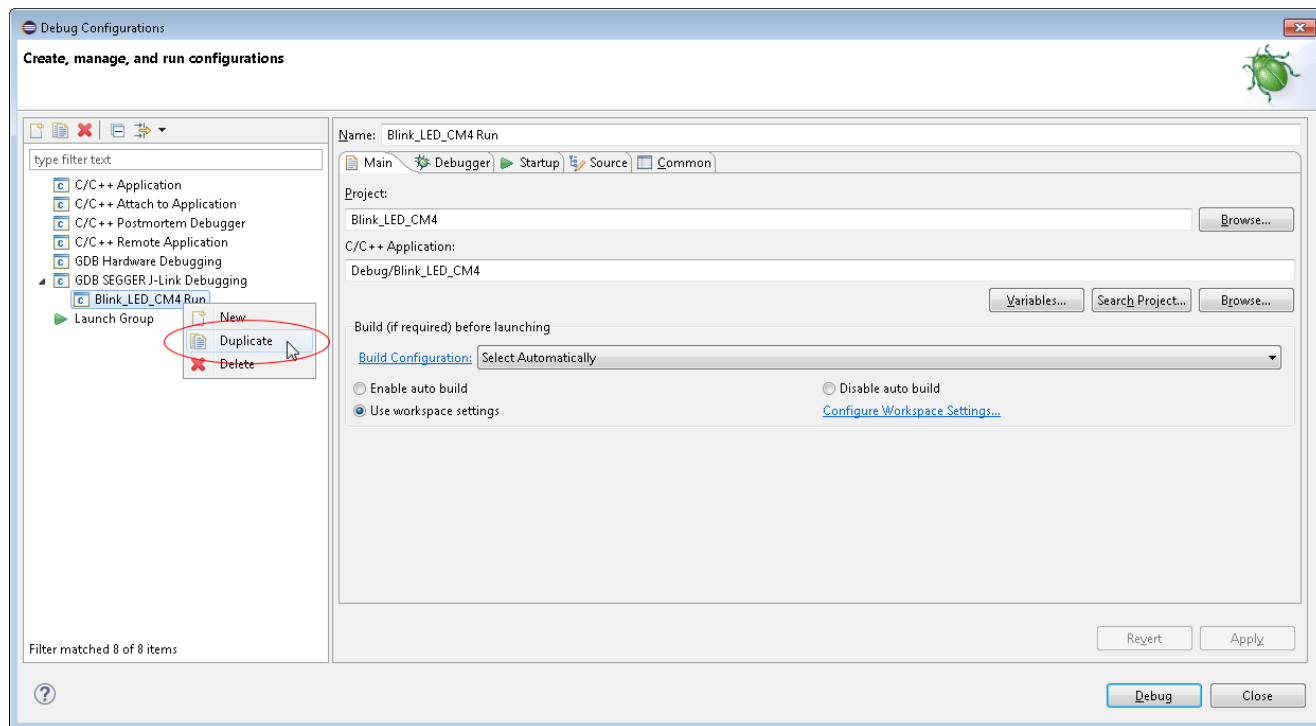 Debug Configurations
Create, manage, and run configurations
type filter text
C/C++ Application
C/C++ Attach to Application
C/C++ Postmortem Debugger
C/C++ Remote Application
GDB Hardware Debugging
GDB SEGGER J-Link Debugging
Blink_LED_CM4 Run
Launch Group
New
Duplicate
Delete
Filter matched 8 of 8 items
Name: Blink_LED_CM4 Run
Main Debugger Startup Source Common
Project:
Blink_LED_CM4 Browse...
C/C++ Application:
Debug/Blink_LED_CM4
Variables... Search Project... Browse...
Build (if required) before launching
Build Configuration: Select Automatically
Enable auto build Disable auto build
Use workspace settings Configure Workspace Settings...
Revert Apply
? Debug Close